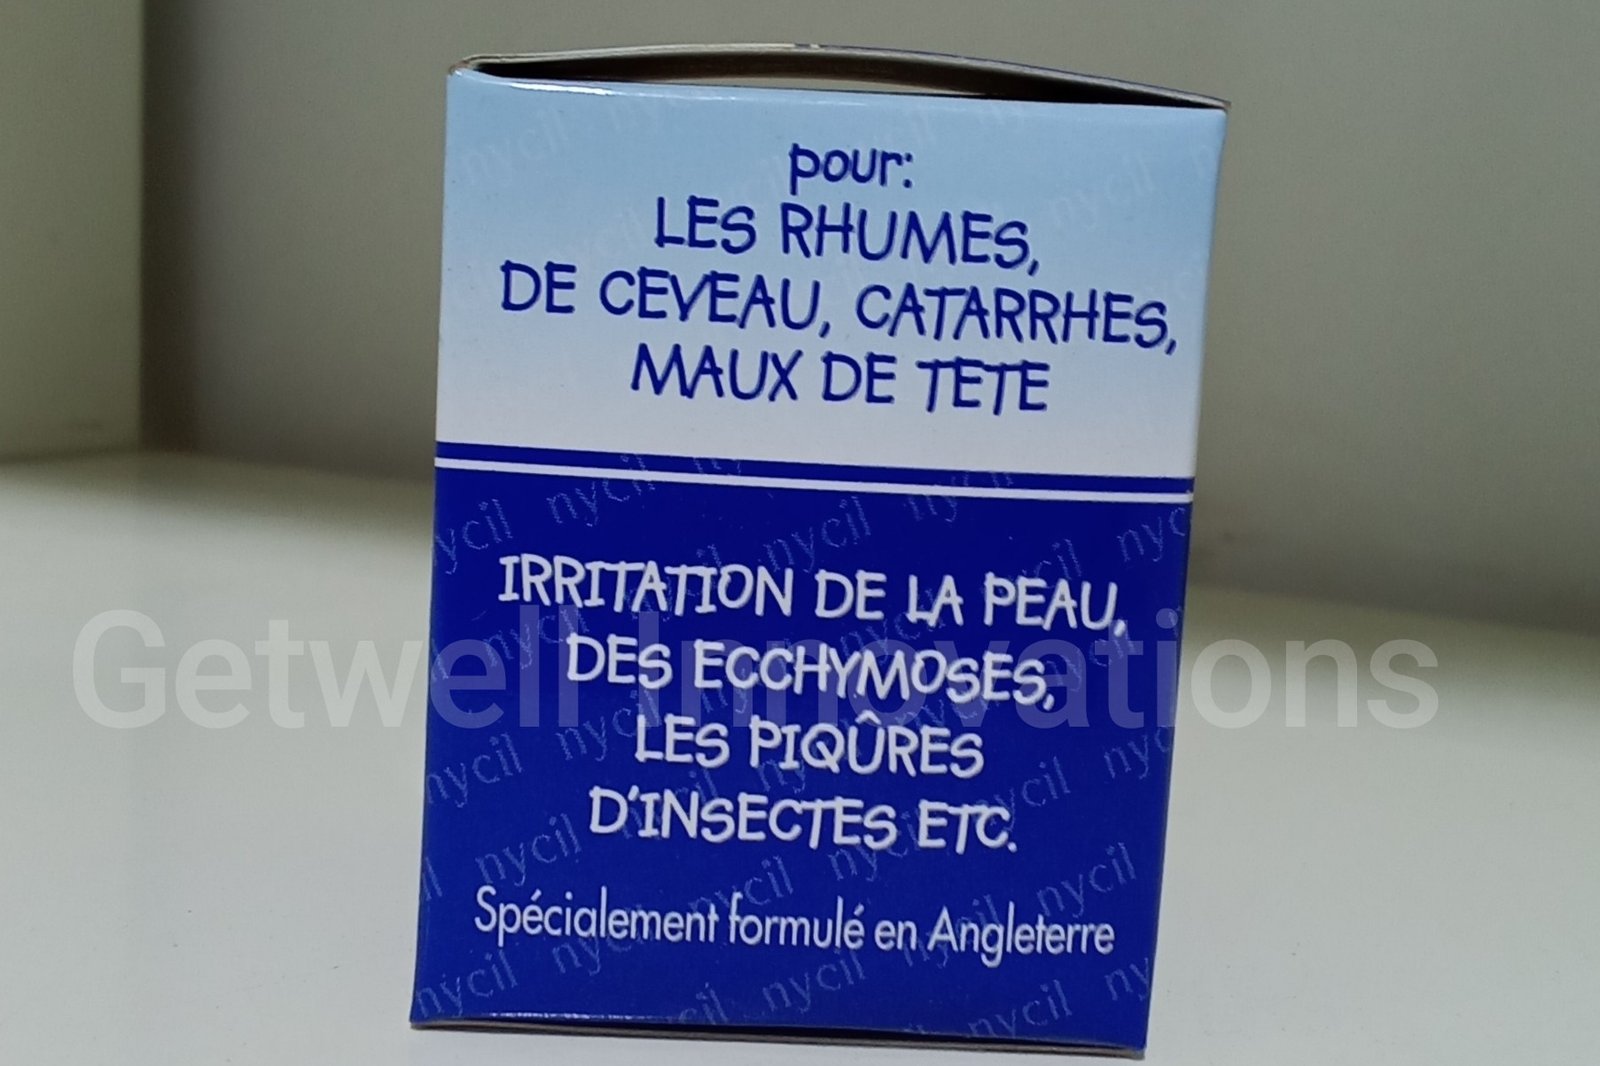 pour:
LES RHUMES,
DE CEVEAU, CATARRHES,
MAUX DE TETE
IRRITATION DE LA PEAU,
DES ECCHYMOSES,
LES PIQÛRES
D'INSECTES ETC.
Spécialement formulé en Angleterre
nycil
Getwell Innovations